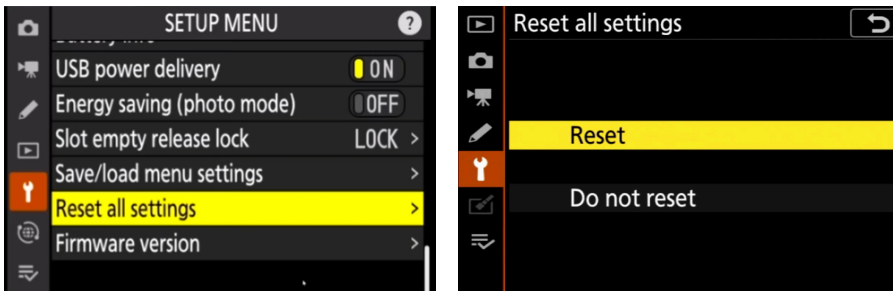 SETUP MENU ?
USB power delivery ON
Energy saving (photo mode) OFF
Slot empty release lock LOCK >
Save/load menu settings >
Reset all settings >
Firmware version >
Reset all settings
Reset
Do not reset